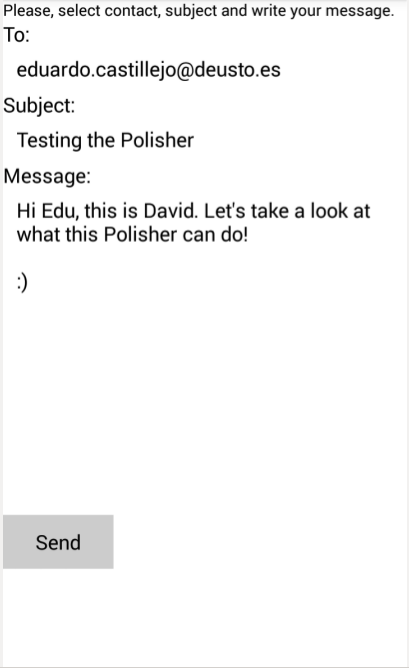 Please, select contact, subject and write your message.
To:
eduardo.castillejo@deusto.es
Subject:
Testing the Polisher
Message:
Hi Edu, this is David. Let's take a look at
what this Polisher can do!
:)
Send